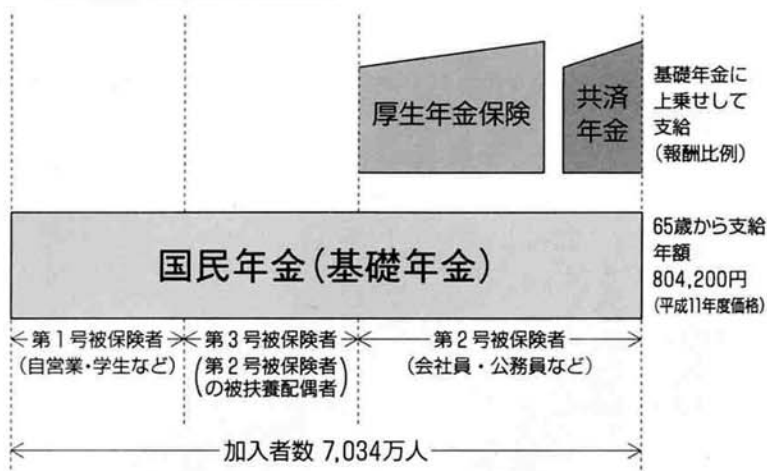 厚生年金保険
共済
年金
基礎年金に
上乗せして
支給
(報酬比例)
国民年金(基礎年金)
65歳から支給
年額
804,200円
(平成11年度価格)
第1号被保険者
(自営業・学生など)
第3号被保険者
(第2号被保険者
の被扶養配偶者)
第2号被保険者
(会社員・公務員など)
加入者数 7,034万人